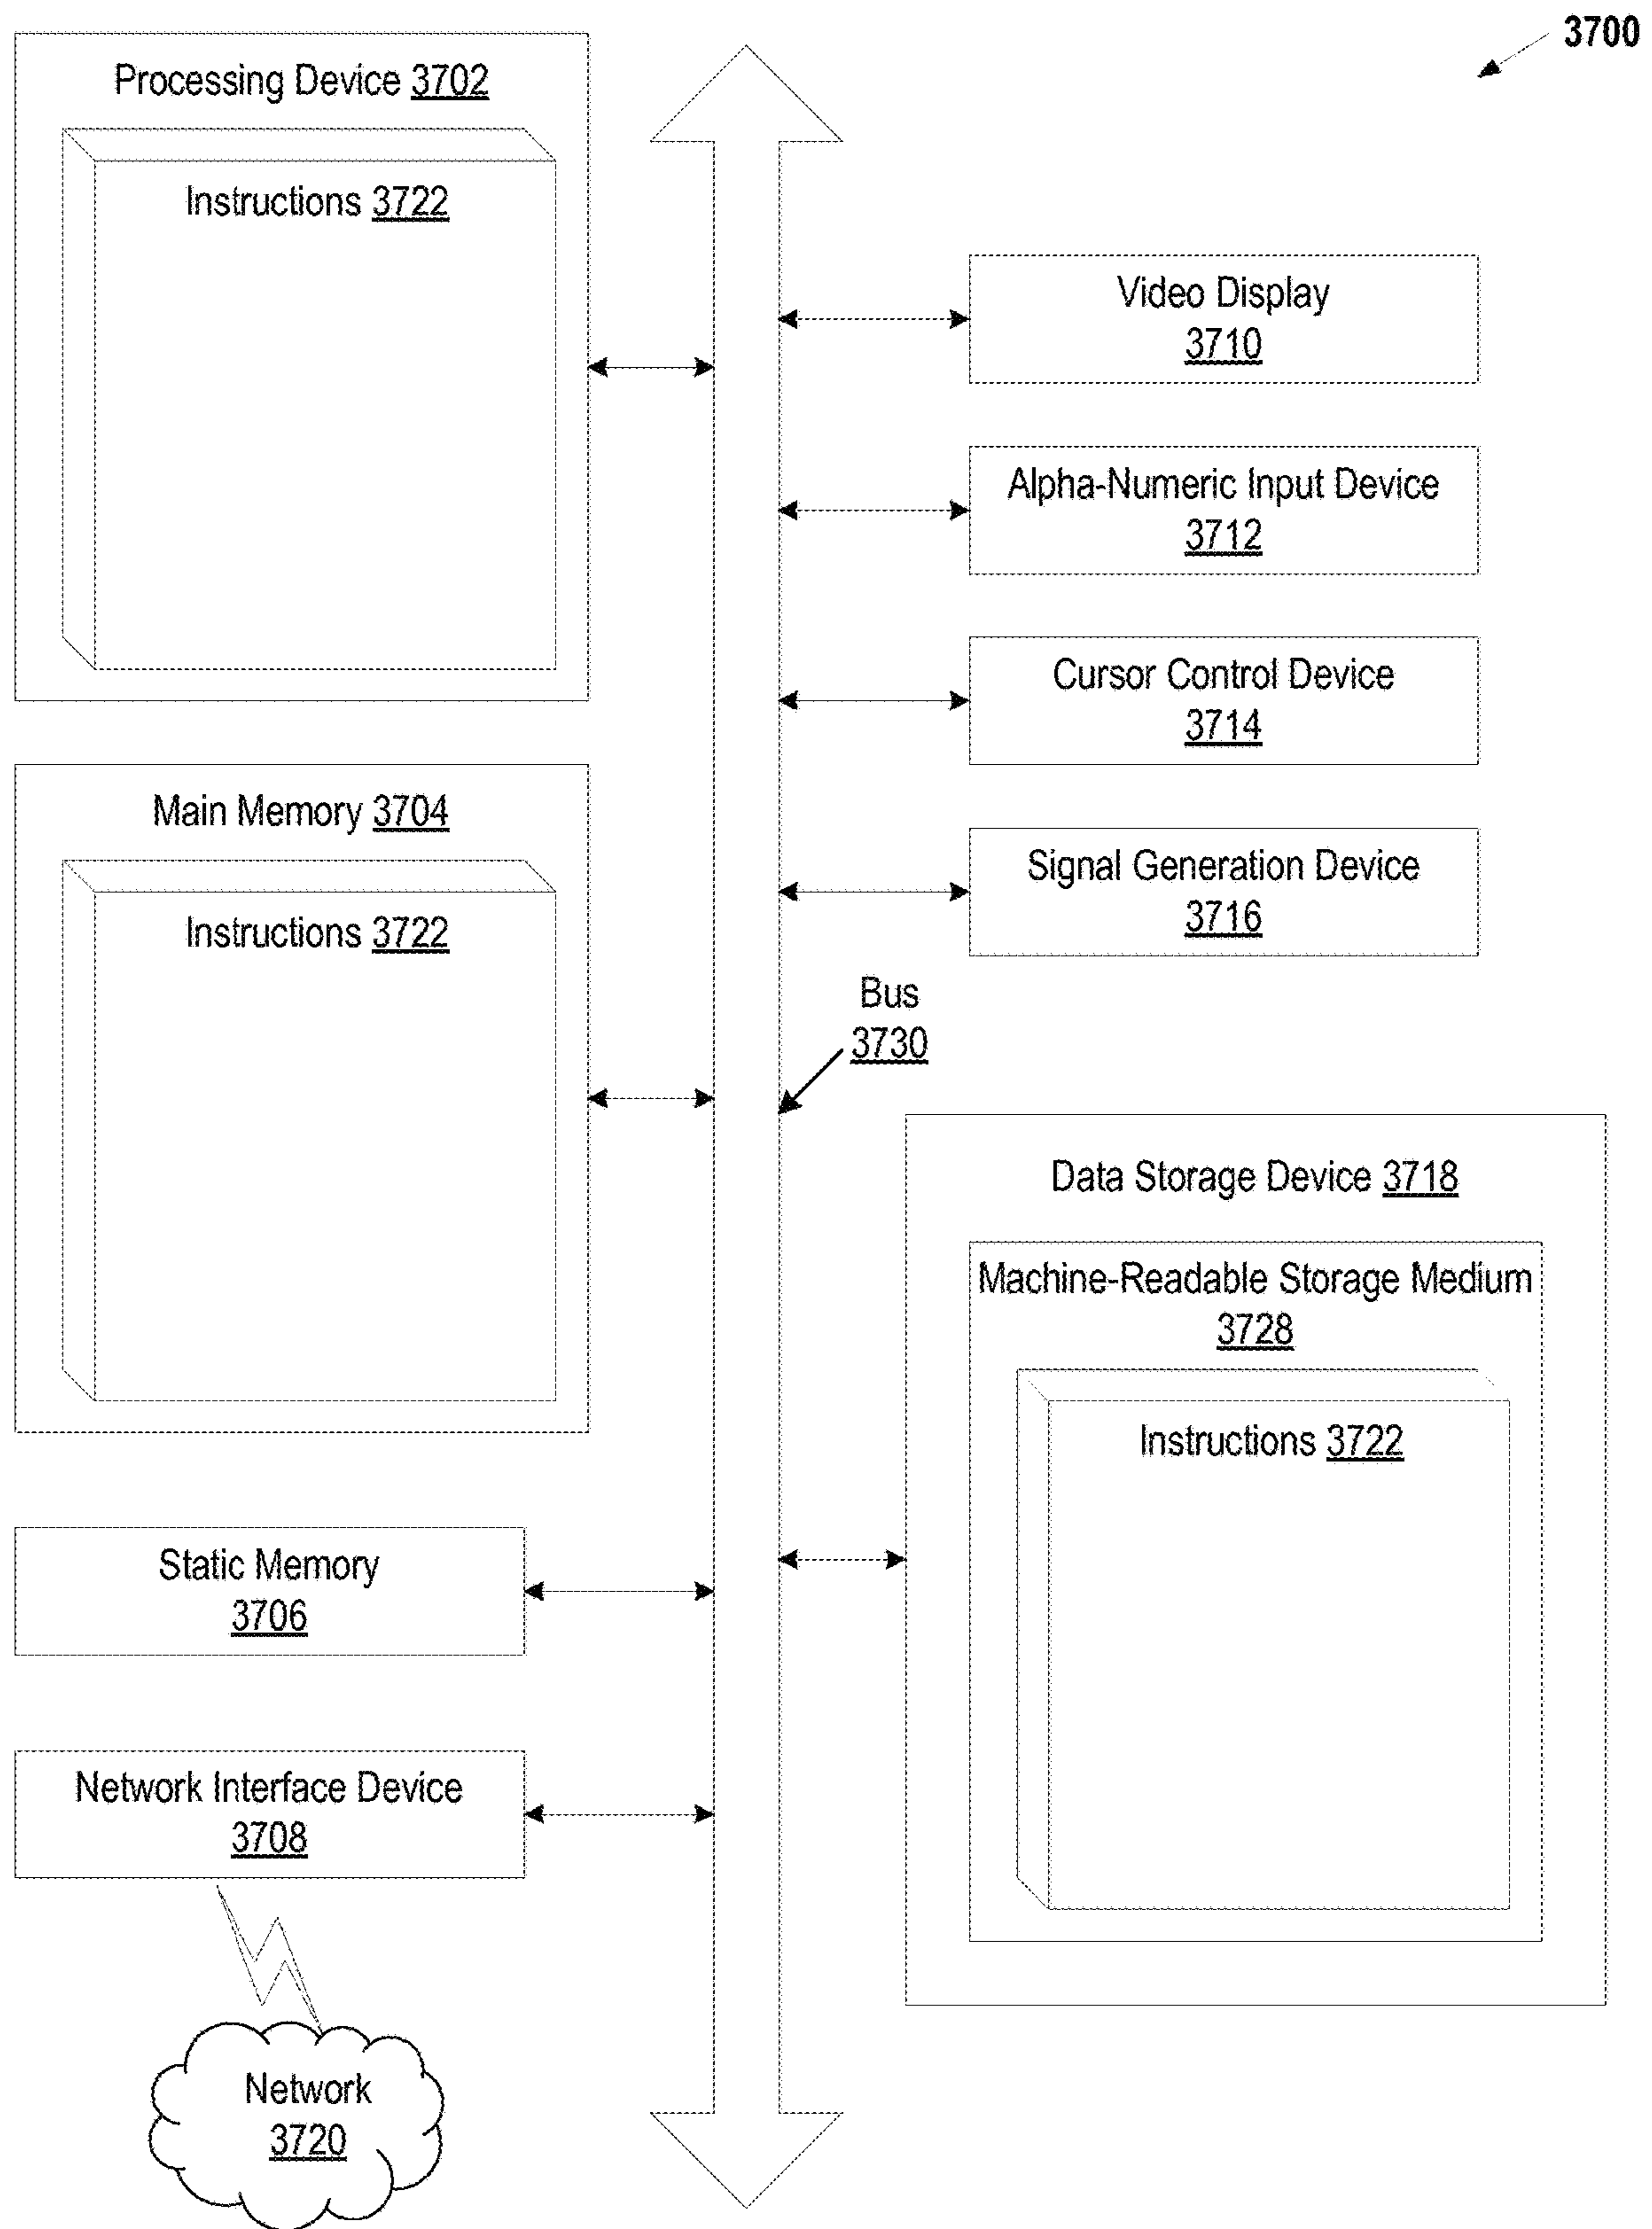 3700
Processing Device 3702
Instructions 3722
Main Memory 3704
Instructions 3722
Static Memory
3706
Network Interface Device
3708
Network
3720
Video Display
3710
Alpha-Numeric Input Device
3712
Cursor Control Device
3714
Signal Generation Device
3716
Bus
3730
Data Storage Device 3718
Machine-Readable Storage Medium
3728
Instructions 3722